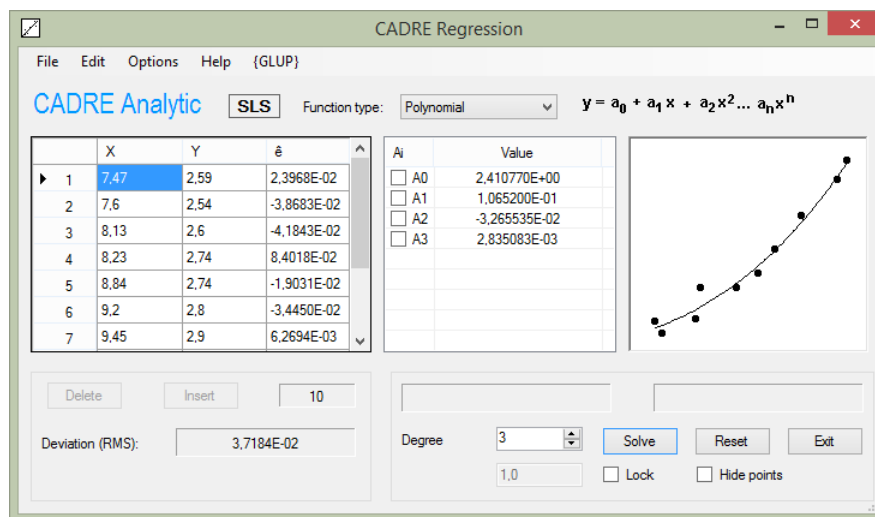 CADRE Regression
File Edit Options Help {GLUP}
CADRE Analytic SLS Function type: Polynomial y = a0 + a1 x + a2x2... anxn
X Y ê Ai Value
1 7,47 2,59 2,3968E-02 A0 2,410770E+00
2 7,6 2,54 -3,8683E-02 A1 1,065200E-01
3 8,13 2,6 -4,1843E-02 A2 -3,265535E-02
4 8,23 2,74 8,4018E-02 A3 2,835083E-03
5 8,84 2,74 -1,9031E-02
6 9,2 2,8 -3,4450E-02
7 9,45 2,9 6,2694E-03
Delete Insert 10
Deviation (RMS): 3,7184E-02 Degree 3 Solve Reset Exit
1,0 Lock Hide points